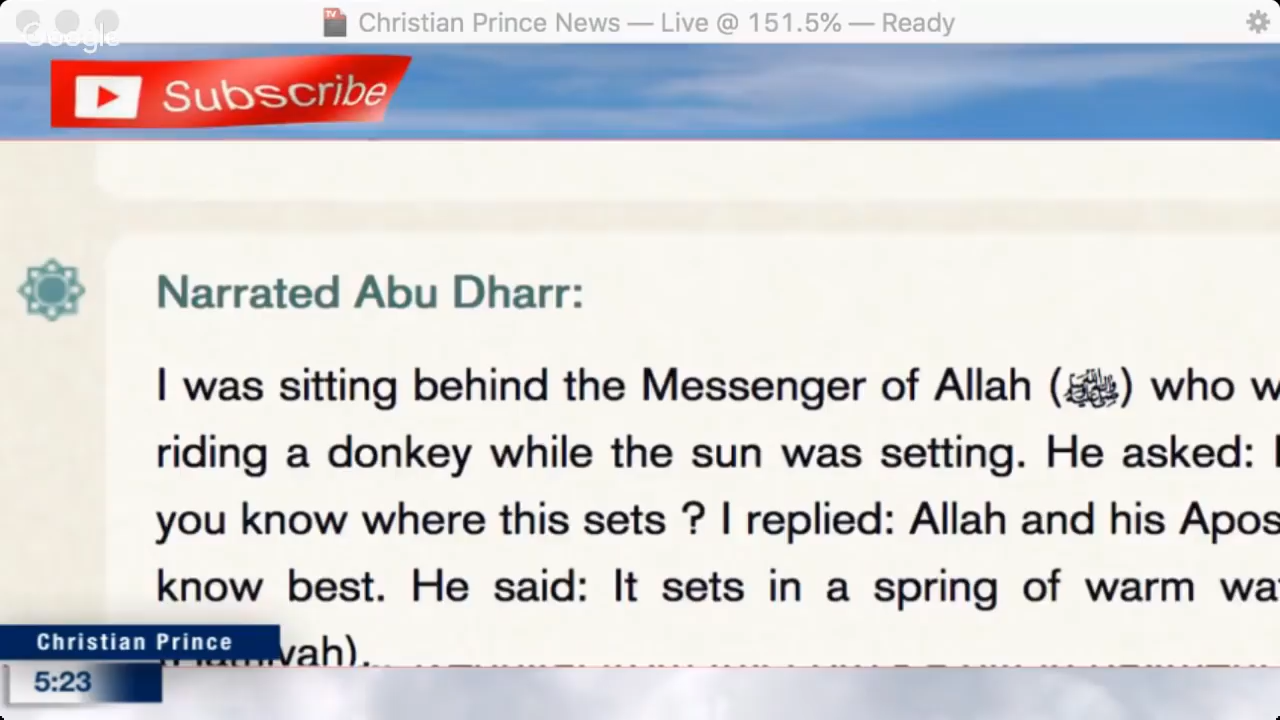 Christian Prince News — Live @ 151.5% — Ready
Google
Subscribe
Narrated Abu Dharr:
I was sitting behind the Messenger of Allah (ﷺ) who w
riding a donkey while the sun was setting. He asked:
you know where this sets ? I replied: Allah and his Apos
know best. He said: It sets in a spring of warm wa
yah).
Christian Prince
5:23